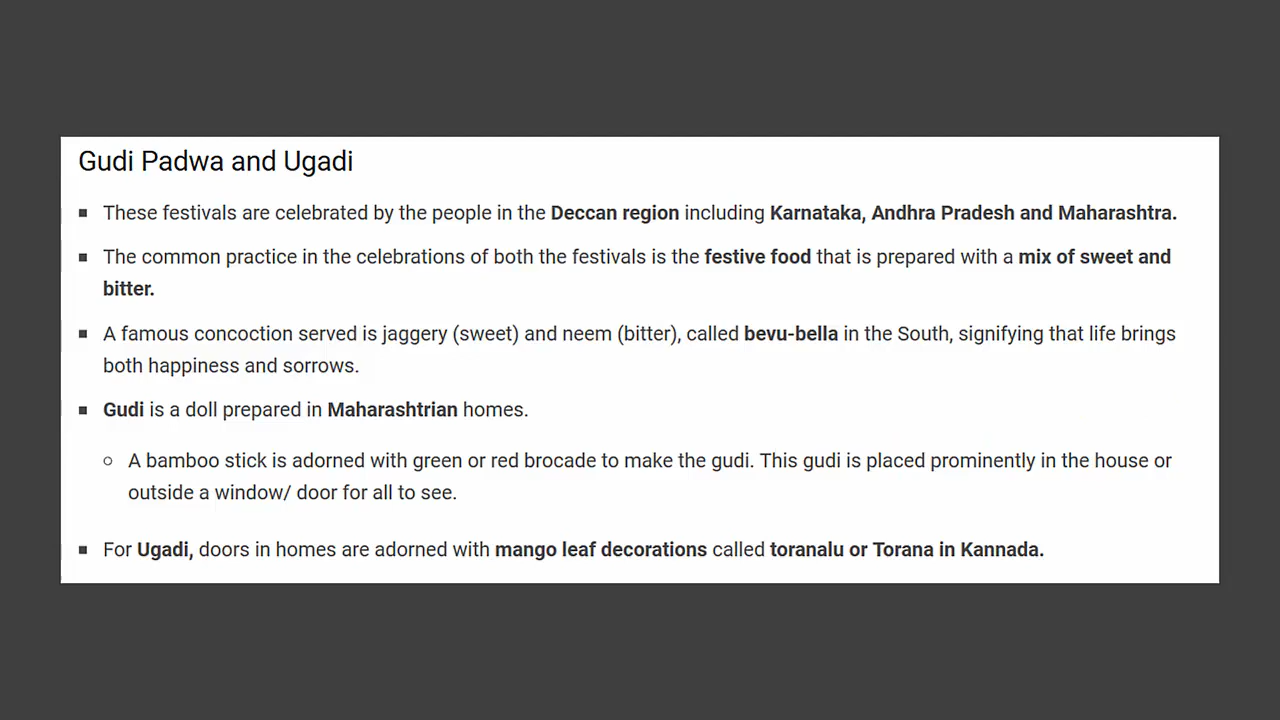 Gudi Padwa and Ugadi
▪ These festivals are celebrated by the people in the Deccan region including Karnataka, Andhra Pradesh and Maharashtra.
▪ The common practice in the celebrations of both the festivals is the festive food that is prepared with a mix of sweet and
bitter.
▪ A famous concoction served is jaggery (sweet) and neem (bitter), called bevu-bella in the South, signifying that life brings
both happiness and sorrows.
▪ Gudi is a doll prepared in Maharashtrian homes.
○ A bamboo stick is adorned with green or red brocade to make the gudi. This gudi is placed prominently in the house or
outside a window/ door for all to see.
▪ For Ugadi, doors in homes are adorned with mango leaf decorations called toranalu or Torana in Kannada.